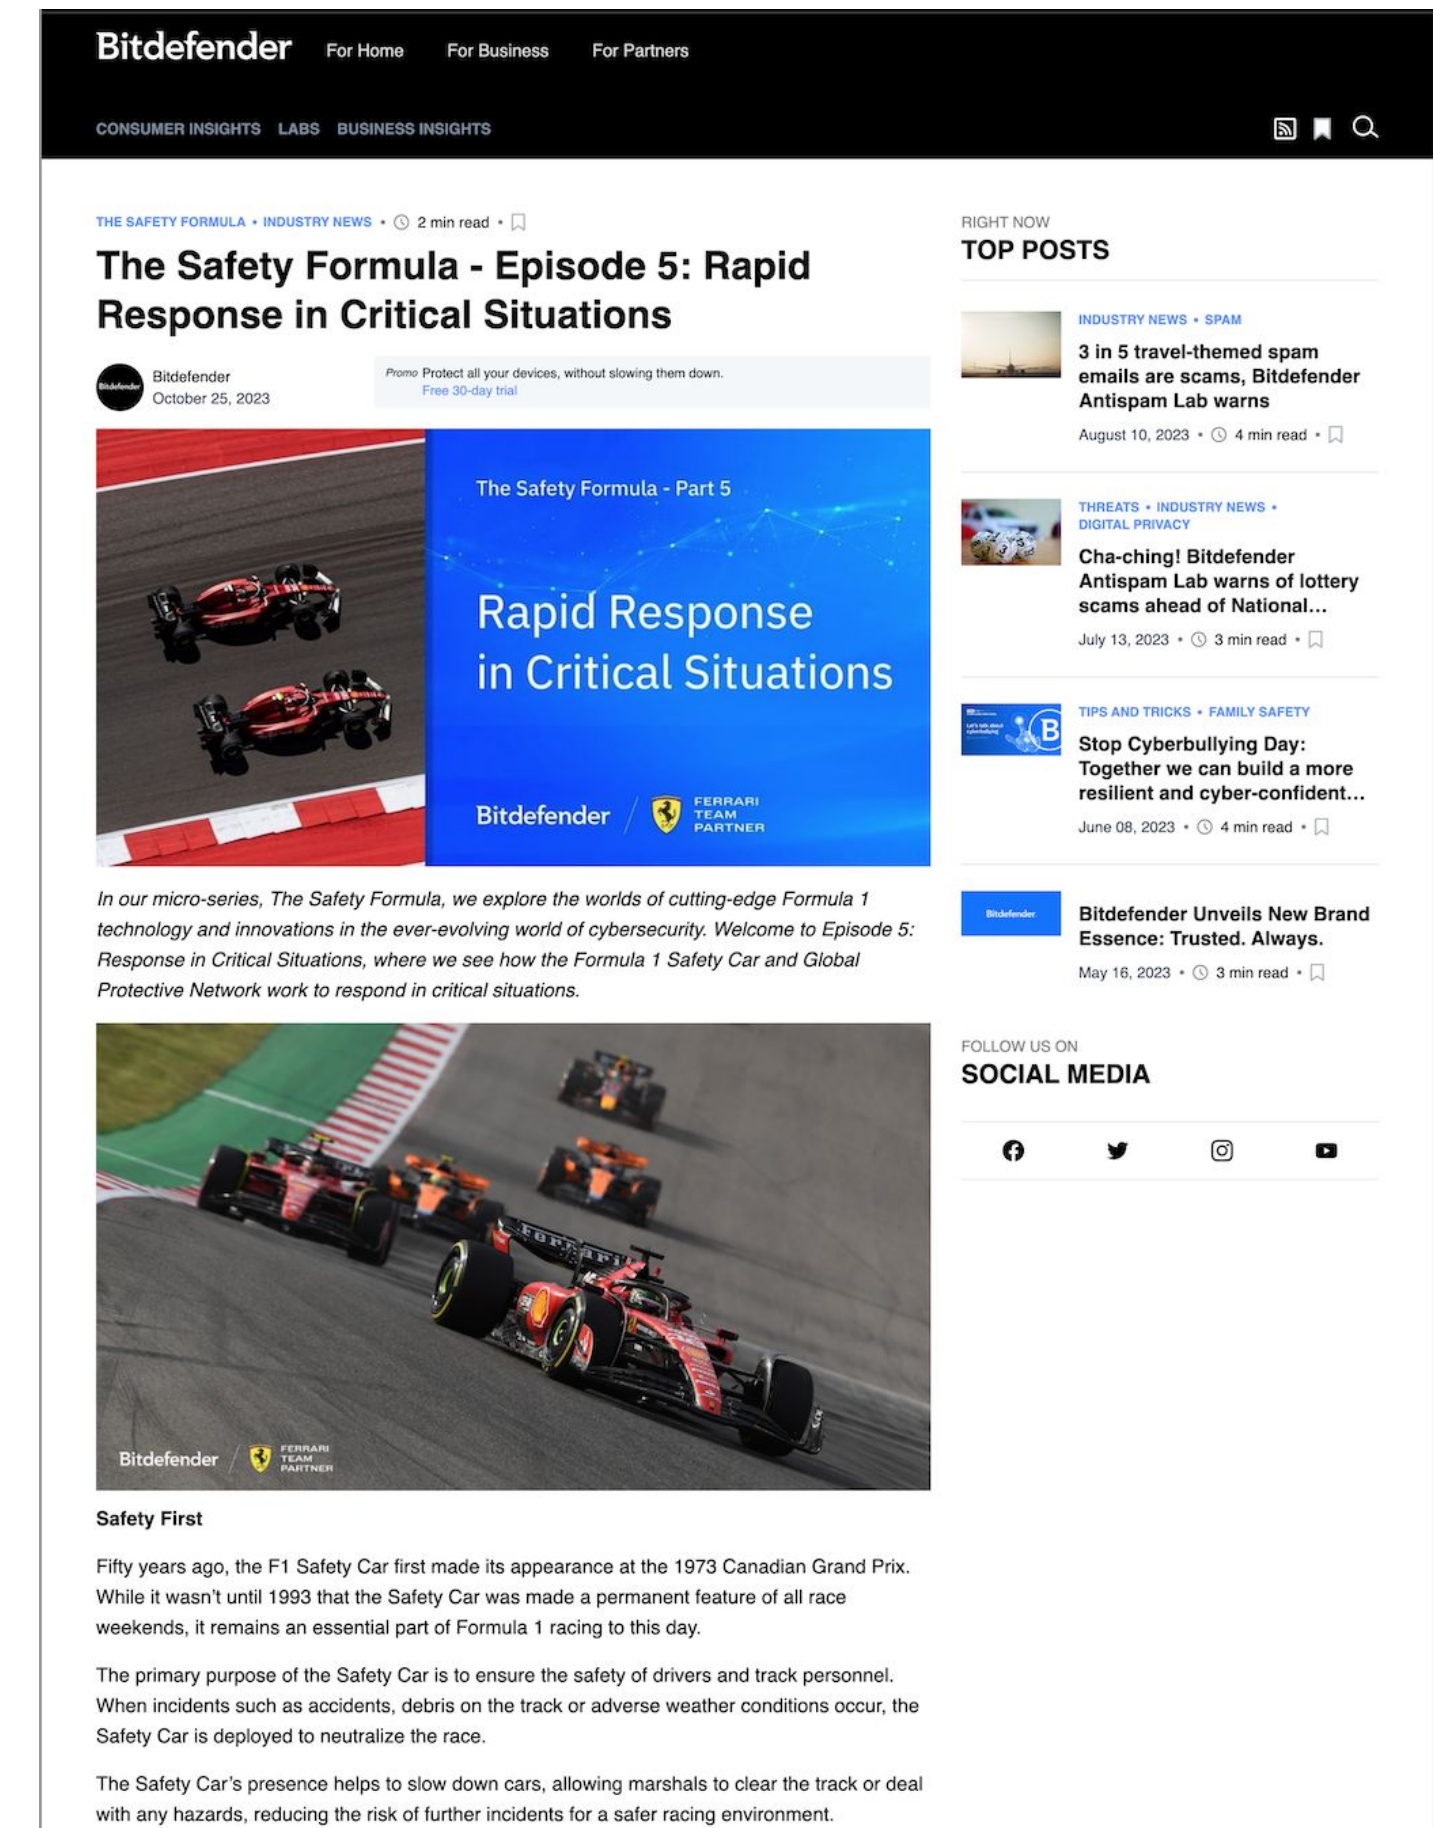 Bitdefender For Home For Business For Partners
CONSUMER INSIGHTS LABS BUSINESS INSIGHTS
THE SAFETY FORMULA • INDUSTRY NEWS • 2 min read •
The Safety Formula - Episode 5: Rapid
Response in Critical Situations
Bitdefender
Bitdefender
October 25, 2023
Promo Protect all your devices, without slowing them down.
Free 30-day trial
The Safety Formula - Part 5
Rapid Response
in Critical Situations
Bitdefender / FERRARI
TEAM
PARTNER
In our micro-series, The Safety Formula, we explore the worlds of cutting-edge Formula 1
technology and innovations in the ever-evolving world of cybersecurity. Welcome to Episode 5:
Response in Critical Situations, where we see how the Formula 1 Safety Car and Global
Protective Network work to respond in critical situations.
Ferrari
Bitdefender / FERRARI
TEAM
PARTNER
Safety First
Fifty years ago, the F1 Safety Car first made its appearance at the 1973 Canadian Grand Prix.
While it wasn't until 1993 that the Safety Car was made a permanent feature of all race
weekends, it remains an essential part of Formula 1 racing to this day.
The primary purpose of the Safety Car is to ensure the safety of drivers and track personnel.
When incidents such as accidents, debris on the track or adverse weather conditions occur, the
Safety Car is deployed to neutralize the race.
The Safety Car's presence helps to slow down cars, allowing marshals to clear the track or deal
with any hazards, reducing the risk of further incidents for a safer racing environment.
RIGHT NOW
TOP POSTS
INDUSTRY NEWS • SPAM
3 in 5 travel-themed spam
emails are scams, Bitdefender
Antispam Lab warns
August 10, 2023 • 4 min read •
THREATS • INDUSTRY NEWS •
DIGITAL PRIVACY
Cha-ching! Bitdefender
Antispam Lab warns of lottery
scams ahead of National...
July 13, 2023 • 3 min read •
Let's talk about
cyberbullying
B
TIPS AND TRICKS • FAMILY SAFETY
Stop Cyberbullying Day:
Together we can build a more
resilient and cyber-confident...
June 08, 2023 • 4 min read •
Bitdefender
Bitdefender Unveils New Brand
Essence: Trusted. Always.
May 16, 2023 • 3 min read •
FOLLOW US ON
SOCIAL MEDIA